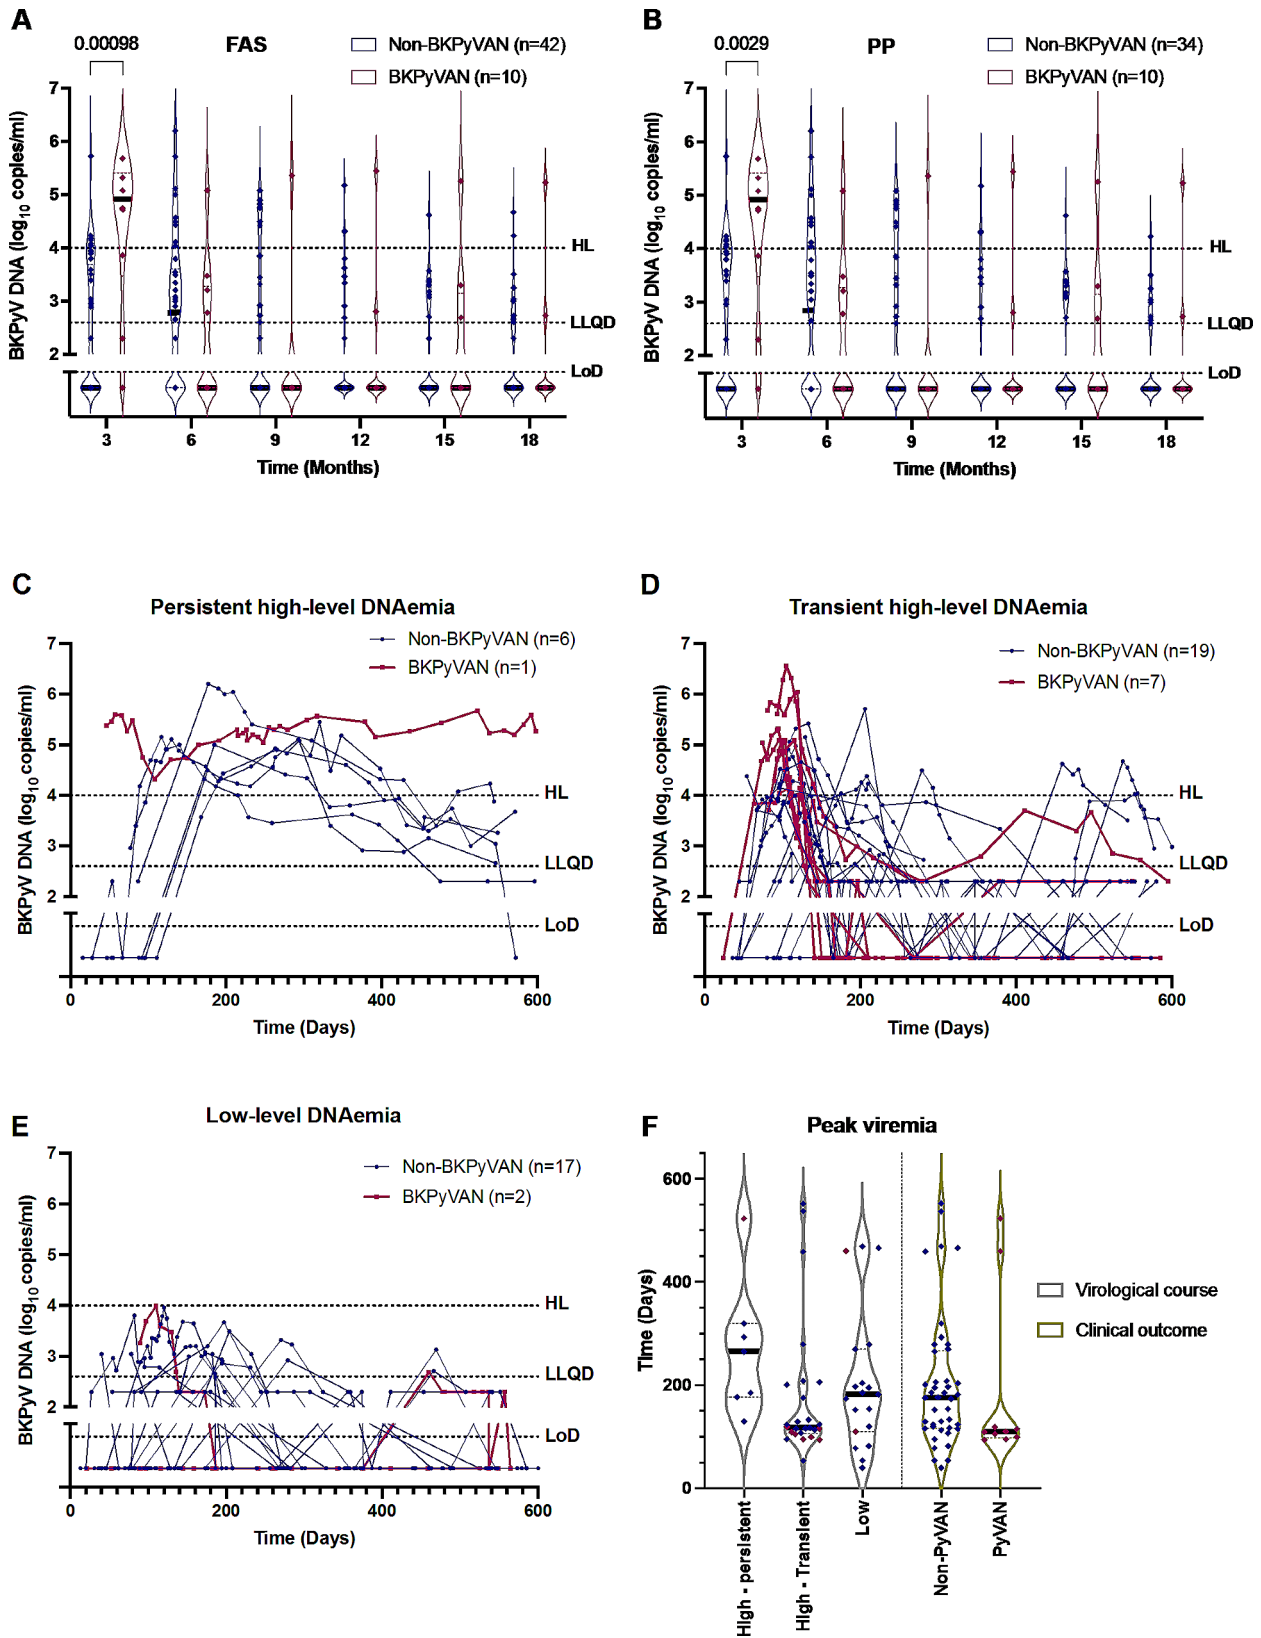 A
FAS
0.00098
Non-BKPyVAN (n=42)
BKPyVAN (n=10)
BKPyV DNA (log10 copies/ml)
7
6
5
4
3
2
HL
LLQD
LoD
3 6 9 12 15 18
Time (Months)
B
PP
0.0029
Non-BKPyVAN (n=34)
BKPyVAN (n=10)
BKPyV DNA (log10 copies/ml)
7
6
5
4
3
2
HL
LLQD
LoD
3 6 9 12 15 18
Time (Months)
C
Persistent high-level DNAemia
Non-BKPyVAN (n=6)
BKPyVAN (n=1)
BKPyV DNA (log10 copies/ml)
7
6
5
4
3
2
HL
LLQD
LoD
0 200 400 600
Time (Days)
D
Transient high-level DNAemia
Non-BKPyVAN (n=19)
BKPyVAN (n=7)
BKPyV DNA (log10 copies/ml)
7
6
5
4
3
2
HL
LLQD
LoD
0 200 400 600
Time (Days)
E
Low-level DNAemia
Non-BKPyVAN (n=17)
BKPyVAN (n=2)
BKPyV DNA (log10 copies/ml)
7
6
5
4
3
2
HL
LLQD
LoD
0 200 400 600
Time (Days)
F
Peak viremia
Time (Days)
600
400
200
0
Virological course
Clinical outcome
High - persistent
High - Transient
Low
Non-PyVAN
PyVAN